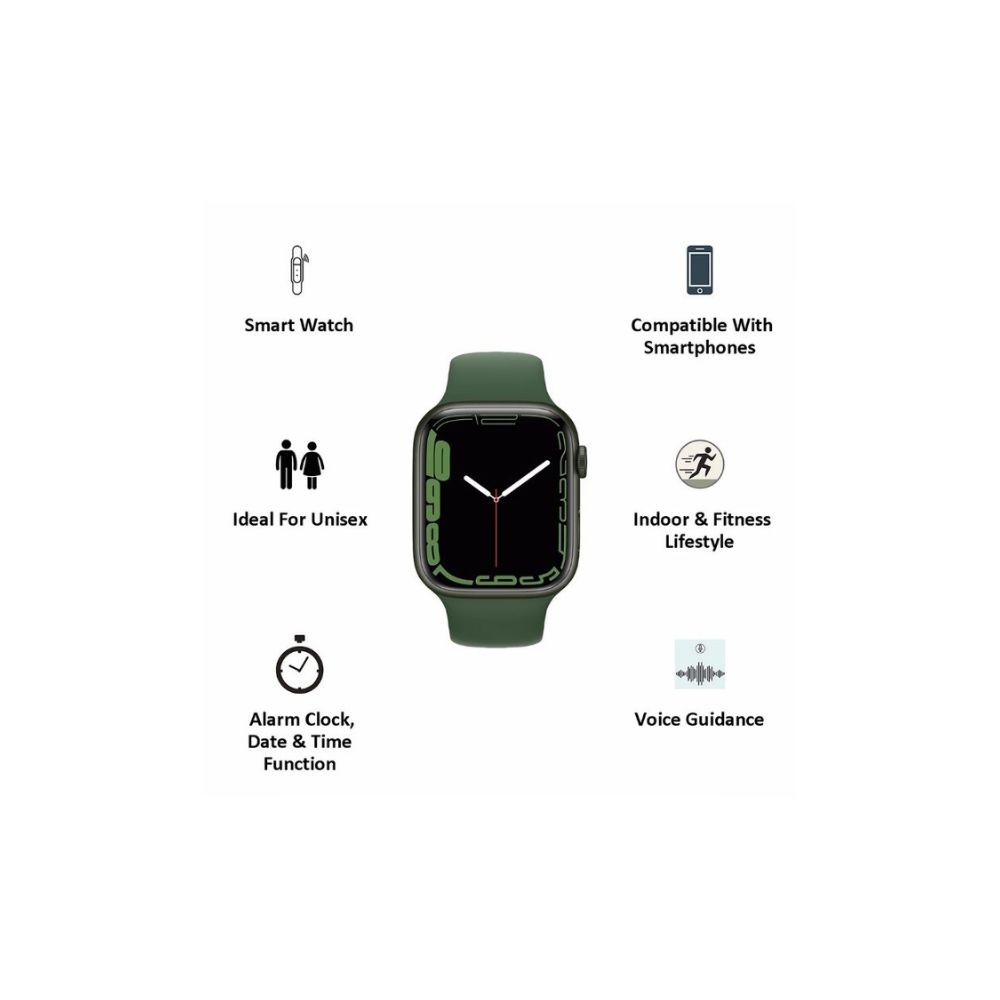 Smart Watch
Compatible With
Smartphones
Ideal For Unisex
Indoor & Fitness
Lifestyle
Alarm Clock,
Date & Time
Function
Voice Guidance